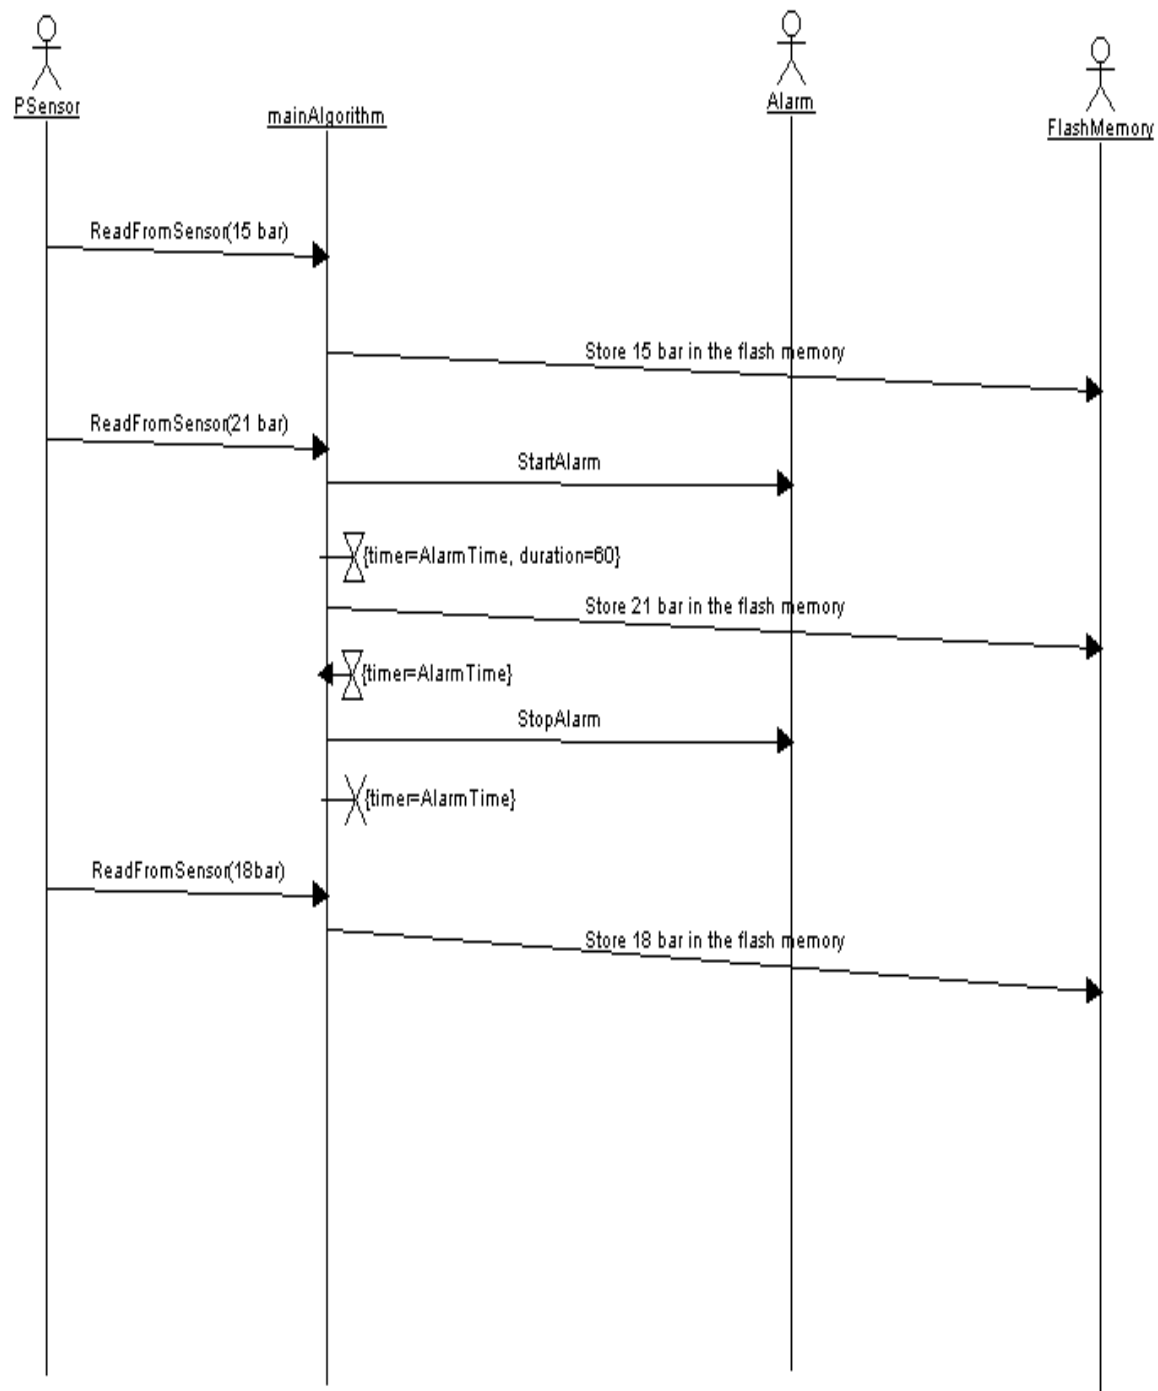 PSensor
mainAlgorithm
Alarm
FlashMemory
ReadFromSensor(15 bar)
Store 15 bar in the flash memory
ReadFromSensor(21 bar)
StartAlarm
{timer=AlarmTime, duration=60}
Store 21 bar in the flash memory
{timer=AlarmTime}
StopAlarm
{timer=AlarmTime}
ReadFromSensor(18bar)
Store 18 bar in the flash memory